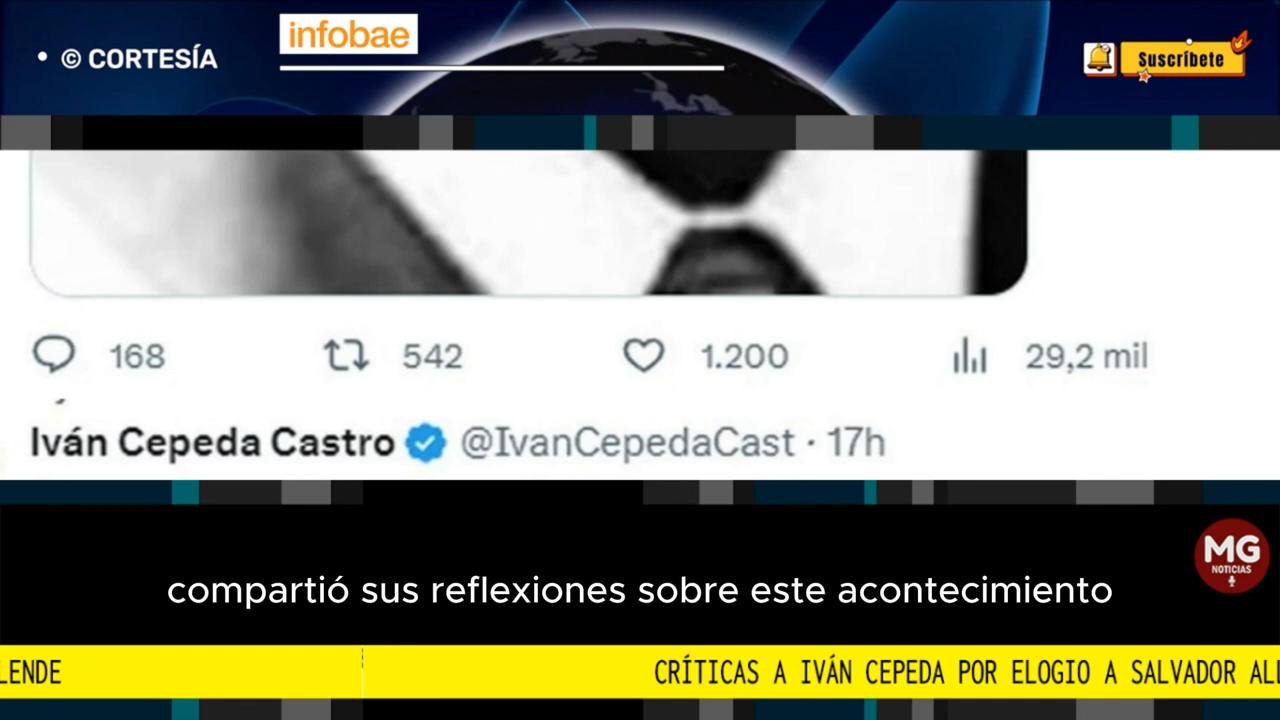 infobae
• © CORTESÍA
Suscríbete
168 542 1.200 29,2 mil
Iván Cepeda Castro @IvanCepedaCast · 17h
MG
NOTICIAS
compartió sus reflexiones sobre este acontecimiento
LENDE CRÍTICAS A IVÁN CEPEDA POR ELOGIO A SALVADOR ALL